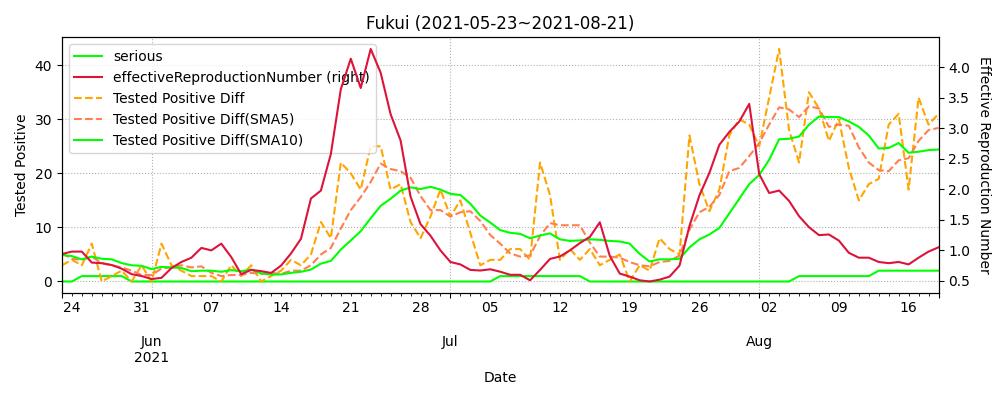 Fukui (2021-05-23~2021-08-21)
serious
effectiveReproductionNumber (right)
Tested Positive Diff
Tested Positive Diff(SMA5)
Tested Positive Diff(SMA10)
Tested Positive
40
30
20
10
0
4.0
3.5
3.0
2.5
2.0
1.5
1.0
0.5
Effective Reproduction Number
24 31 07 14 21 28 05 12 19 26 02 09 16
Jun Jul Aug
2021
Date